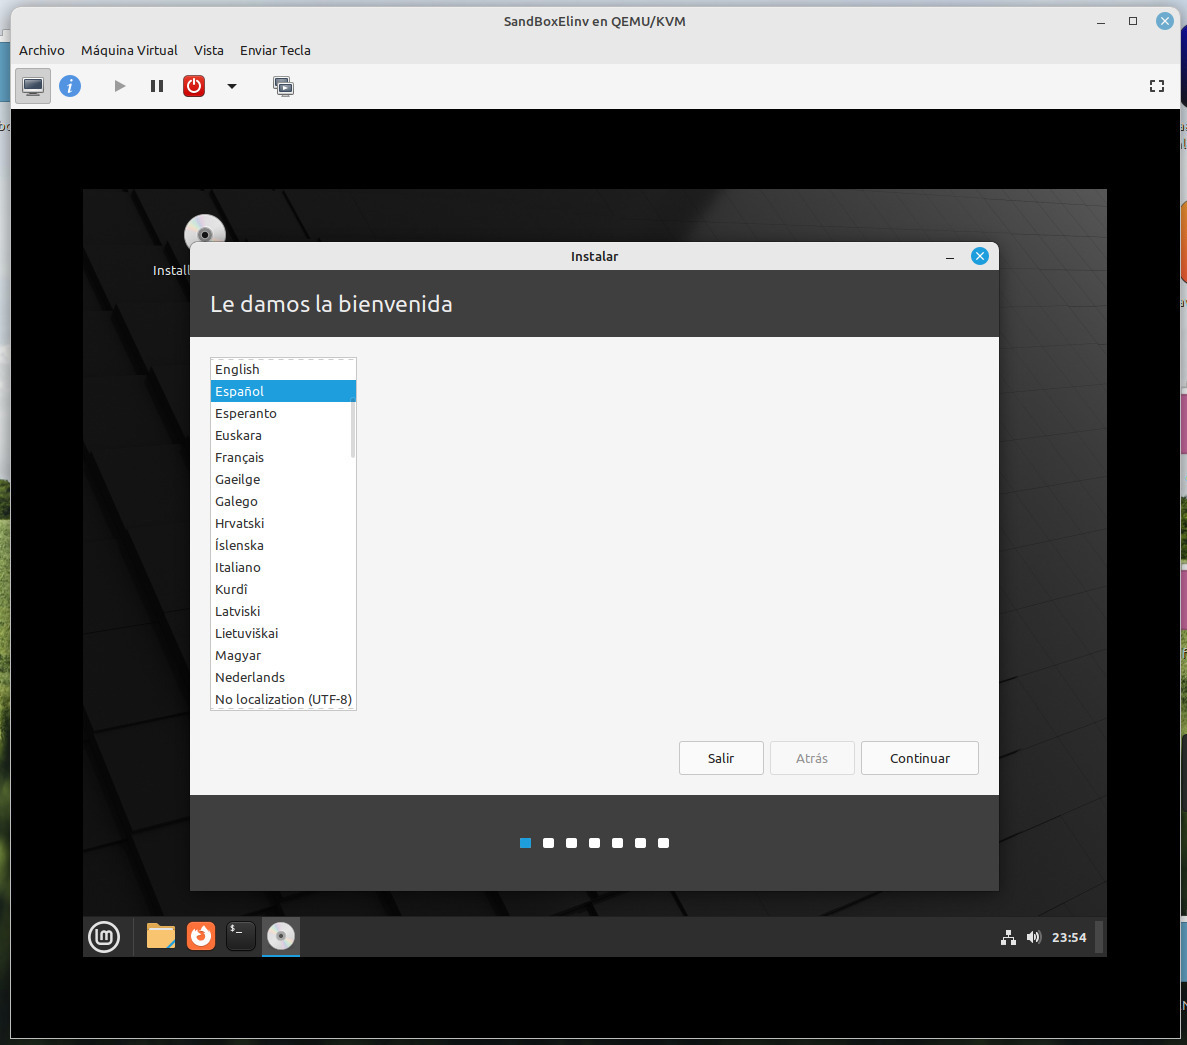 SandBoxElinv en QEMU/KVM
Archivo Máquina Virtual Vista Enviar Tecla
Install
Instalar
Le damos la bienvenida
English
Español
Esperanto
Euskara
Français
Gaeilge
Galego
Hrvatski
Íslenska
Italiano
Kurdî
Latviski
Lietuviškai
Magyar
Nederlands
No localization (UTF-8)
Salir Atrás Continuar
23:54